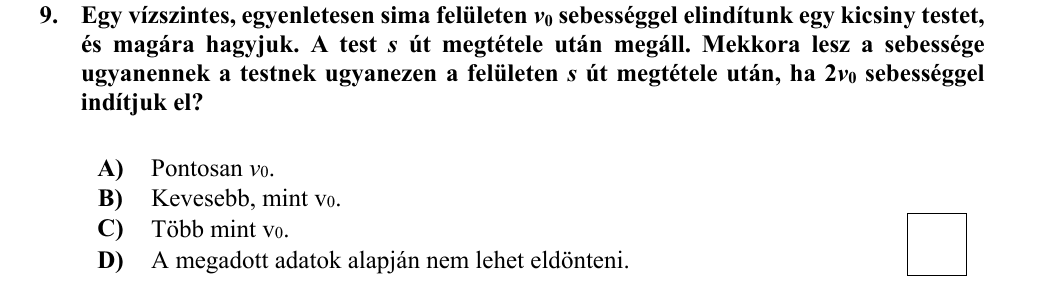 9. Egy vízszintes, egyenletesen sima felületen v₀ sebességgel elindítunk egy kicsiny testet,
és magára hagyjuk. A test s út megtétele után megáll. Mekkora lesz a sebessége
ugyanennek a testnek ugyanezen a felületen s út megtétele után, ha 2v₀ sebességgel
indítjuk el?
A) Pontosan v₀.
B) Kevesebb, mint v₀.
C) Több mint v₀.
D) A megadott adatok alapján nem lehet eldönteni.